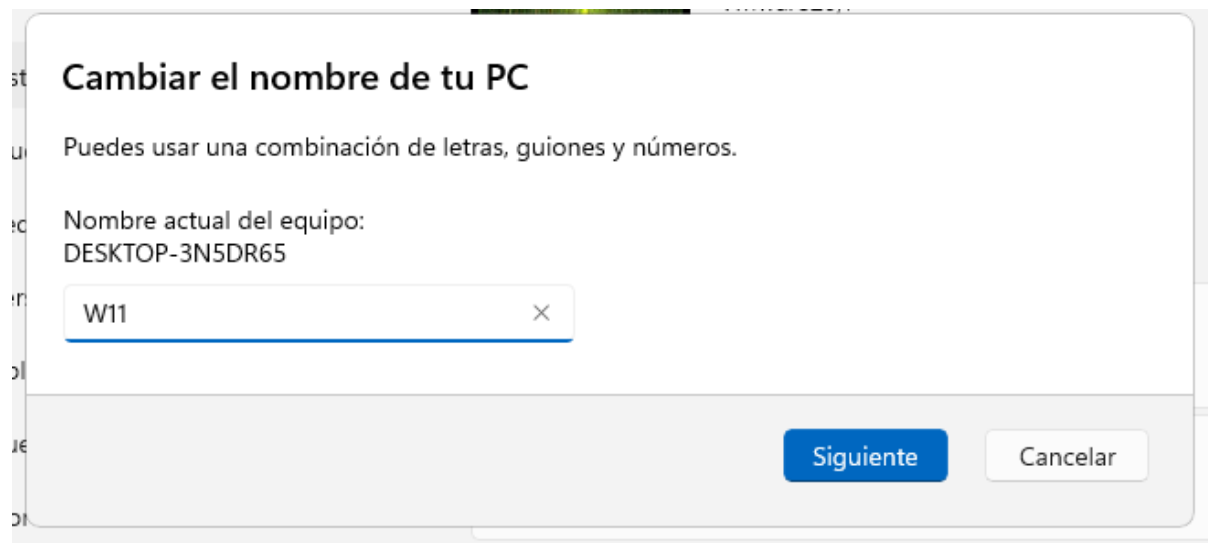 Cambiar el nombre de tu PC
Puedes usar una combinación de letras, guiones y números.
Nombre actual del equipo:
DESKTOP-3N5DR65
W11
Siguiente
Cancelar